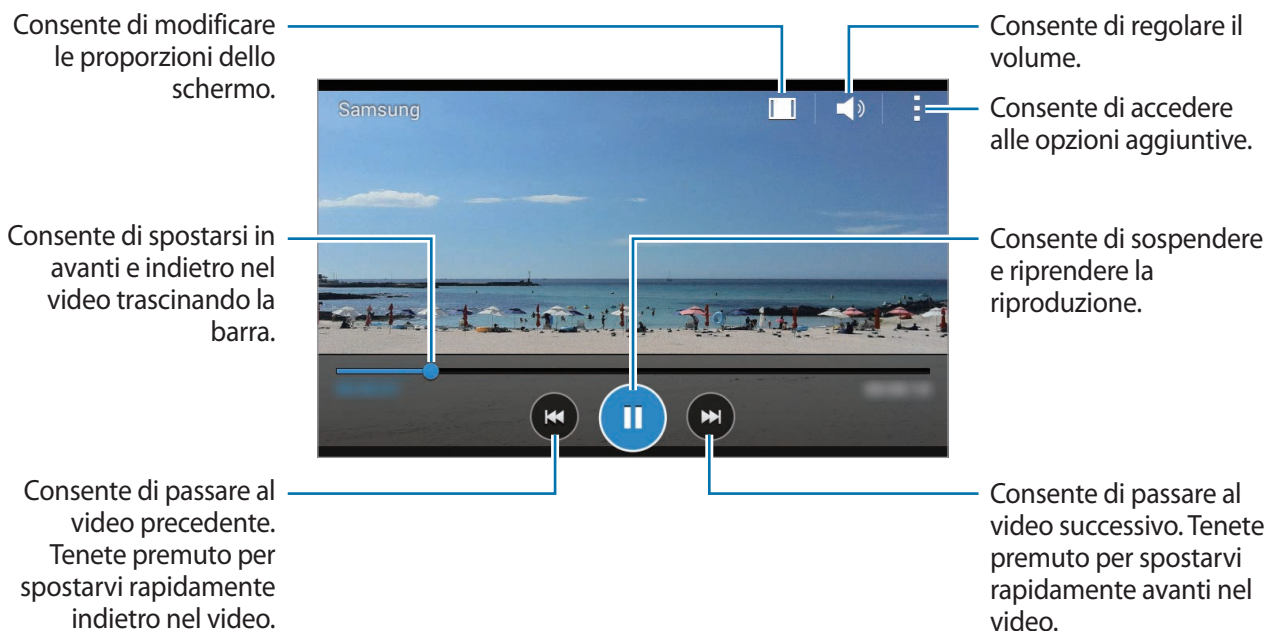 Consente di modificare
le proporzioni dello
schermo.
Consente di regolare il
volume.
Consente di accedere
alle opzioni aggiuntive.
Samsung
Consente di spostarsi in
avanti e indietro nel
video trascinando la
barra.
Consente di sospendere
e riprendere la
riproduzione.
Consente di passare al
video precedente.
Tenete premuto per
spostarvi rapidamente
indietro nel video.
Consente di passare al
video successivo. Tenete
premuto per spostarvi
rapidamente avanti nel
video.